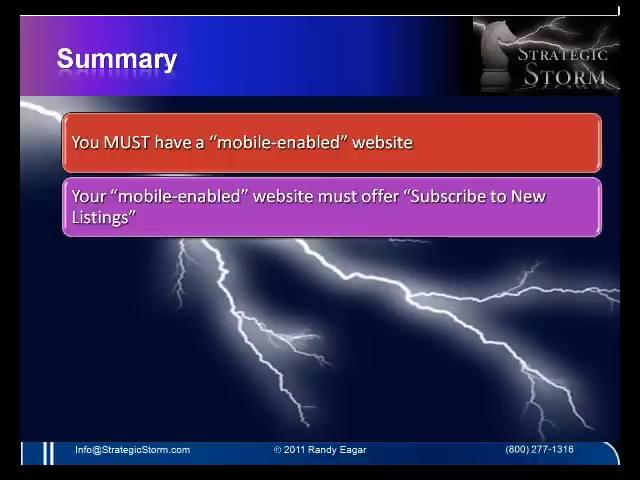 Summary
STRATEGIC
STORM
You MUST have a “mobile-enabled” website
Your “mobile-enabled” website must offer “Subscribe to New
Listings”
Info@StrategicStorm.com
© 2011 Randy Eagar
(800) 277-1316